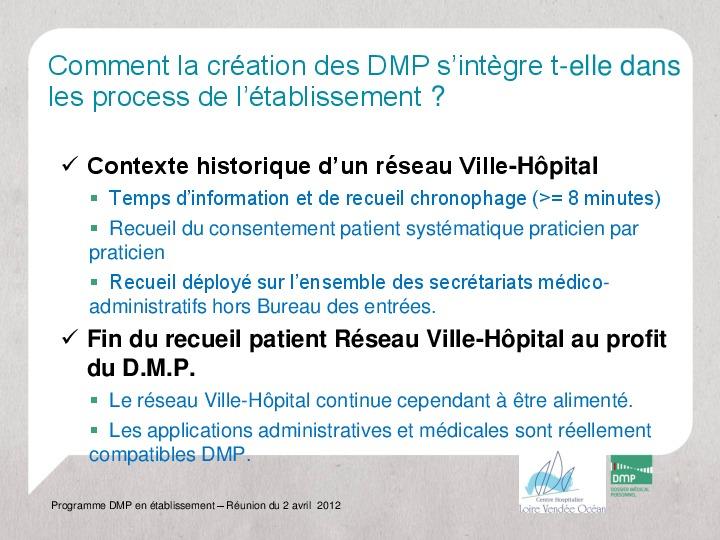 Comment la création des DMP s’intègre t-elle dans
les process de l’établissement ?
✓ Contexte historique d’un réseau Ville-Hôpital
▪ Temps d’information et de recueil chronophage (>= 8 minutes)
▪ Recueil du consentement patient systématique praticien par
praticien
▪ Recueil déployé sur l’ensemble des secrétariats médico-
administratifs hors Bureau des entrées.
✓ Fin du recueil patient Réseau Ville-Hôpital au profit
du D.M.P.
▪ Le réseau Ville-Hôpital continue cependant à être alimenté.
▪ Les applications administratives et médicales sont réellement
compatibles DMP.
Centre Hospitalier
Loire Vendée Océan
DMP
DOSSIER MÉDICAL
PERSONNEL
Programme DMP en établissement – Réunion du 2 avril 2012